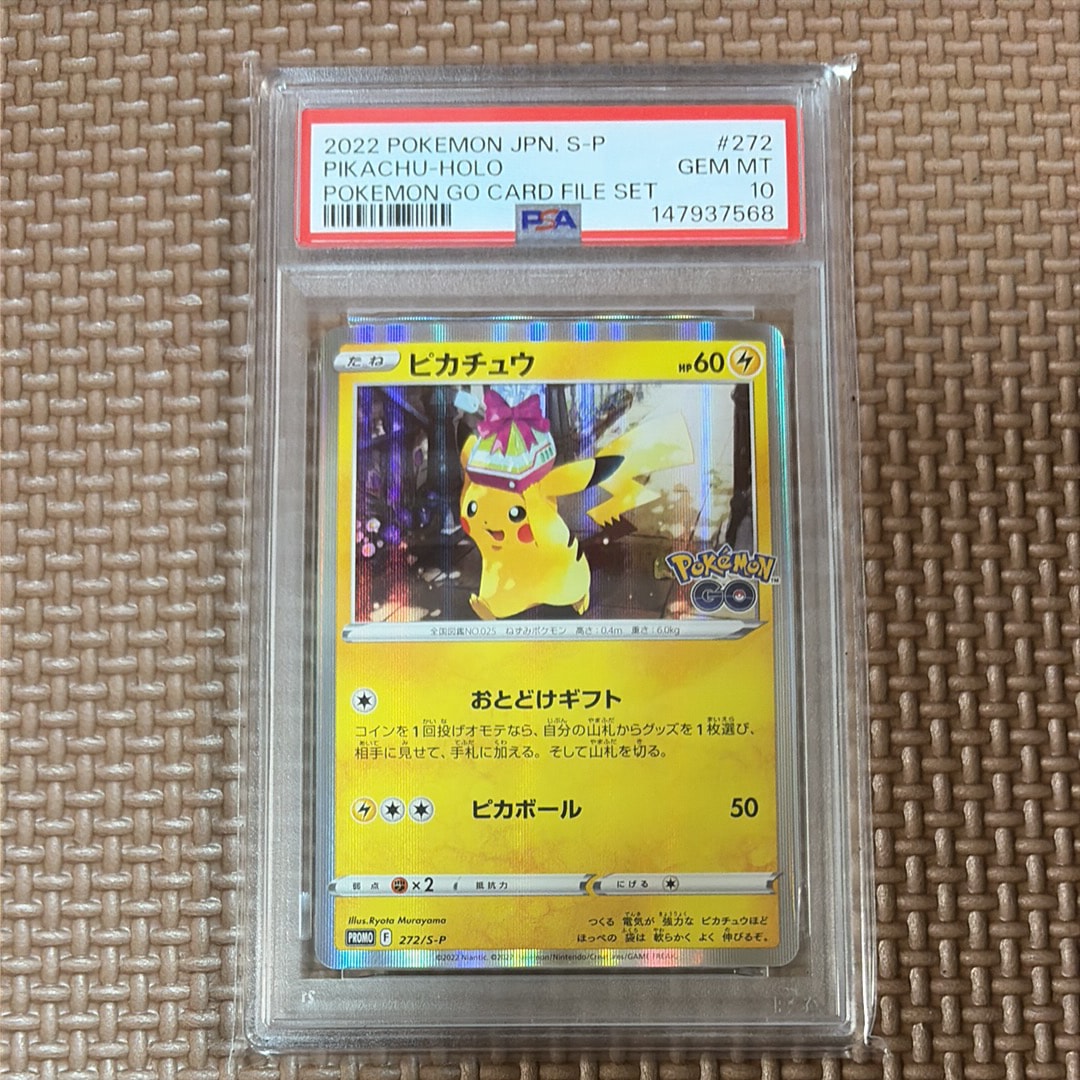 2022 POKEMON JPN. S-P #272
PIKACHU-HOLO GEM MT
POKEMON GO CARD FILE SET 10
PSA 147937568
たね ピカチュウ HP60
Pokémon GO
全国図鑑NO.025 ねずみポケモン 高さ:0.4m 重さ:6.0kg
おとどけギフト
コインを1回投げオモテなら、自分の山札からグッズを1枚選び、
相手に見せて、手札に加える。そして山札を切る。
ピカボール 50
弱点 ×2 抵抗力 にげる
Illus.Ryota Murayama
PROMO F 272/S-P
つくる 電気が 強力な ピカチュウほど
ほっぺの 袋は 軟らかく よく 伸びるぞ。
©2022 Niantic. ©2022 Pokémon/Nintendo/Creatures/GAME FREAK.